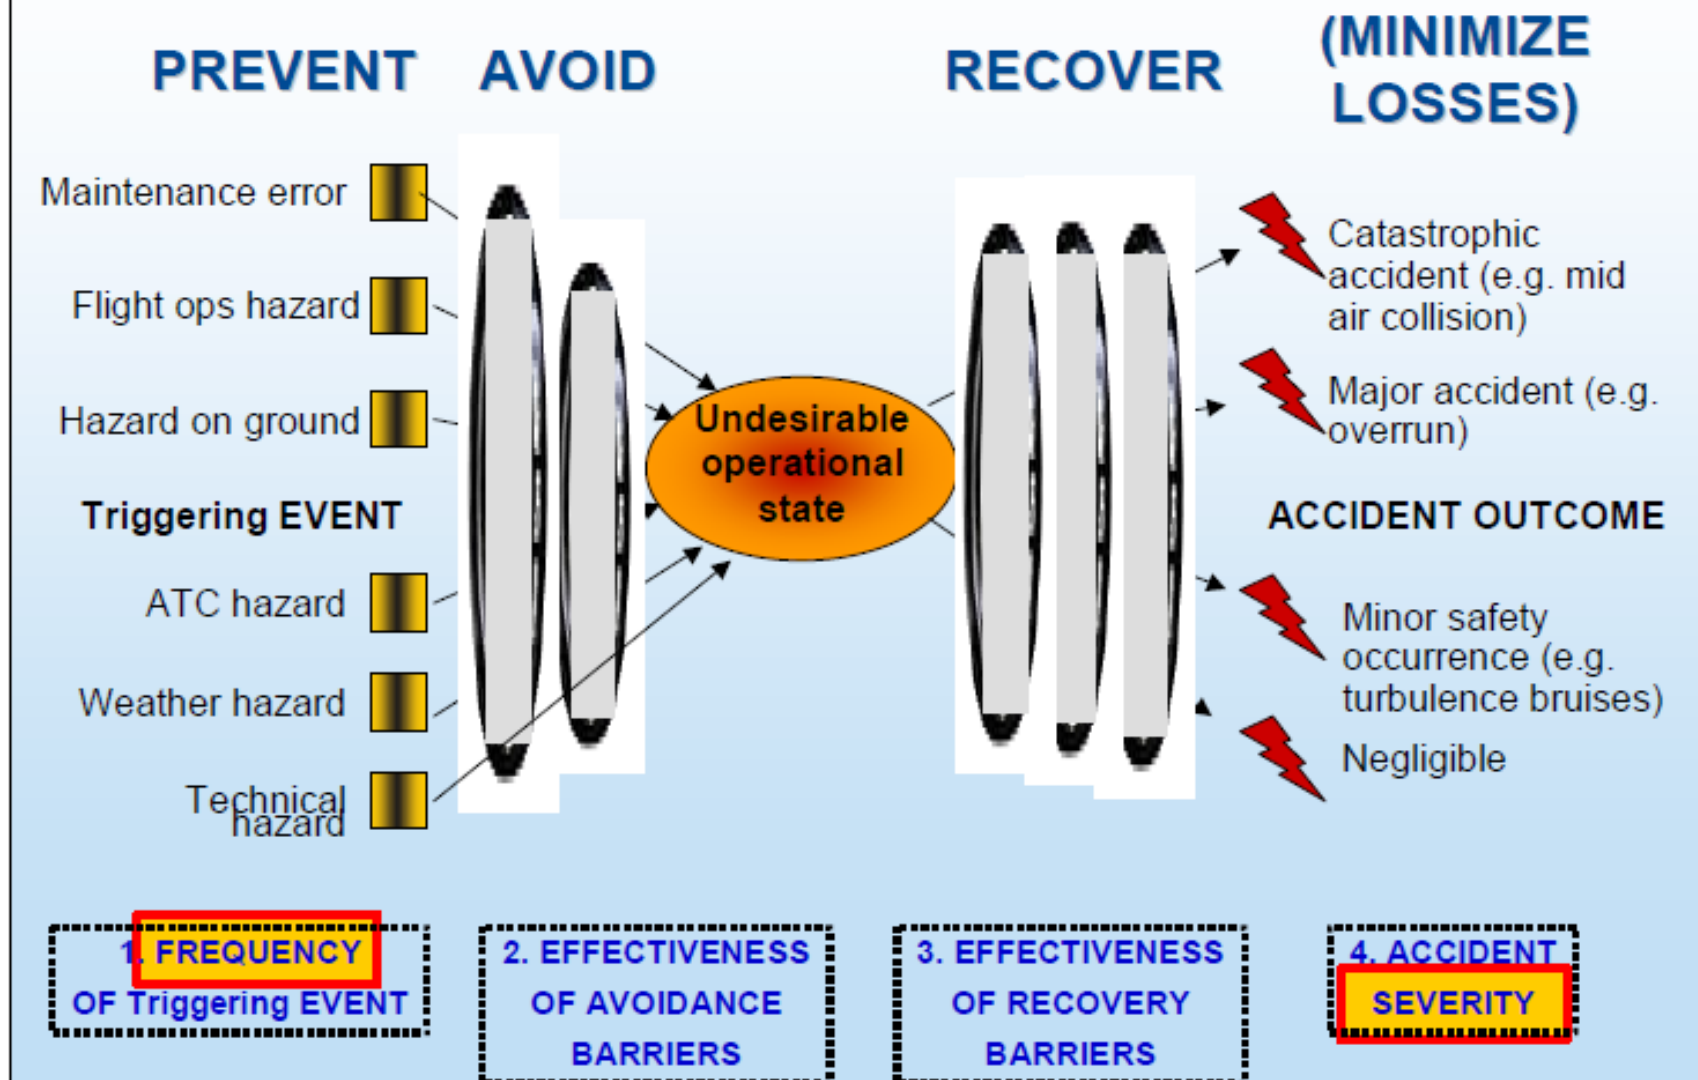 PREVENT
AVOID
RECOVER
(MINIMIZE
LOSSES)
Maintenance error
Flight ops hazard
Hazard on ground
Triggering EVENT
ATC hazard
Weather hazard
Technical
hazard
Undesirable
operational
state
Catastrophic
accident (e.g. mid
air collision)
Major accident (e.g.
overrun)
ACCIDENT OUTCOME
Minor safety
occurrence (e.g.
turbulence bruises)
Negligible
1. FREQUENCY
OF Triggering EVENT
2. EFFECTIVENESS
OF AVOIDANCE
BARRIERS
3. EFFECTIVENESS
OF RECOVERY
BARRIERS
4. ACCIDENT
SEVERITY